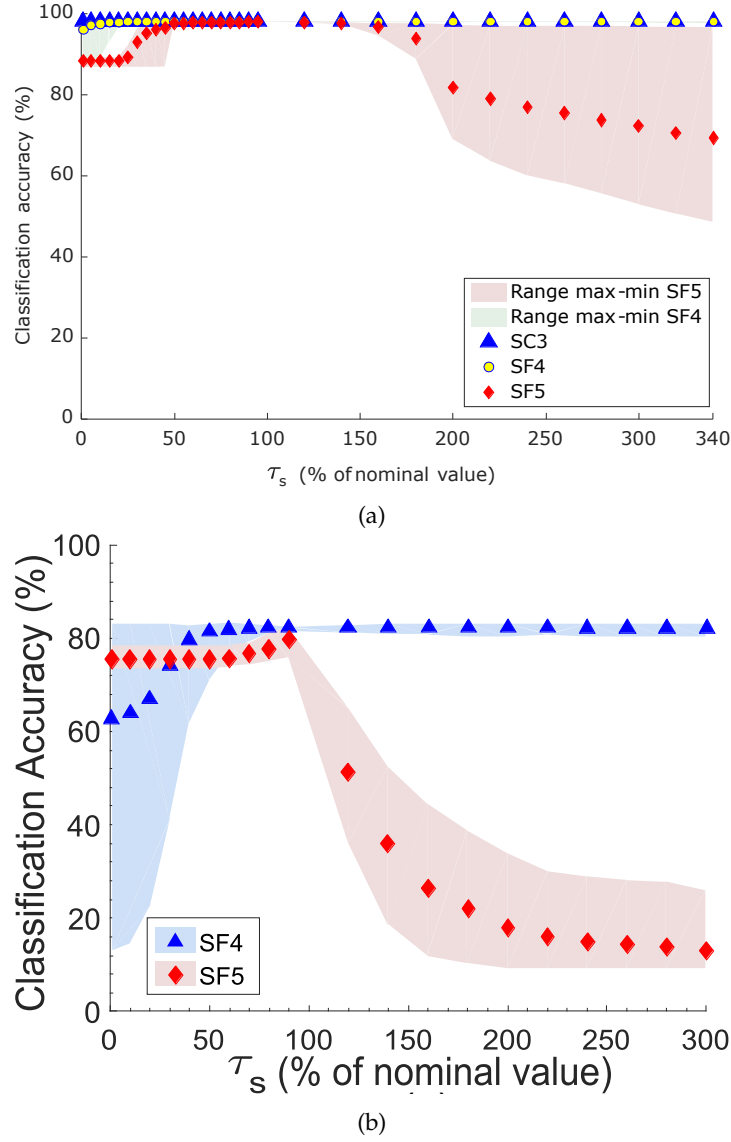 100
80
60
40
20
0
Classification accuracy (%)
Range max-min SF5
Range max-min SF4
SC3
SF4
SF5
0 50 100 150 200 250 300 340
τs (% of nominal value)
(a)
100
80
60
40
20
0
Classification Accuracy (%)
SF4
SF5
0 50 100 150 200 250 300
τs (% of nominal value)
(b)